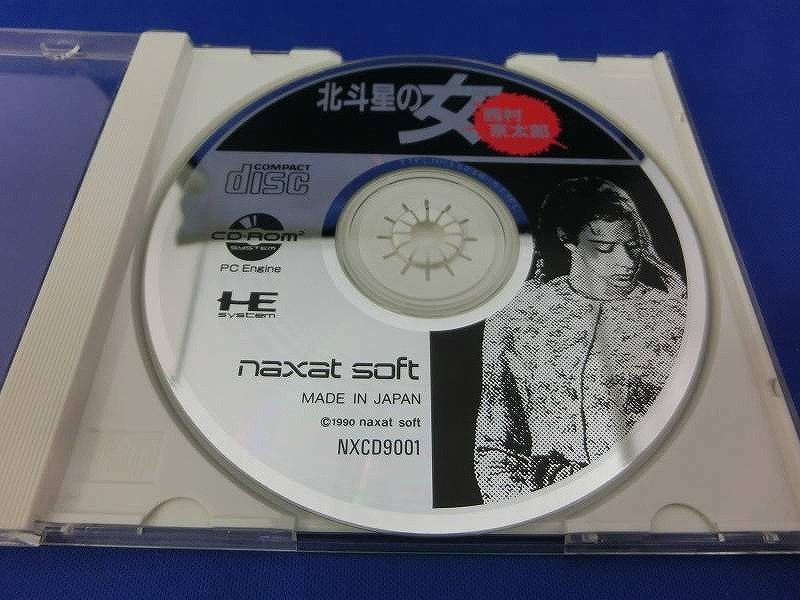 北斗星の女
西村
京太郎
COMPACT
disc
CD-ROM²
SYSTEM
PC Engine
HE
system
naxat soft
MADE IN JAPAN
©1990 naxat soft
NXCD9001